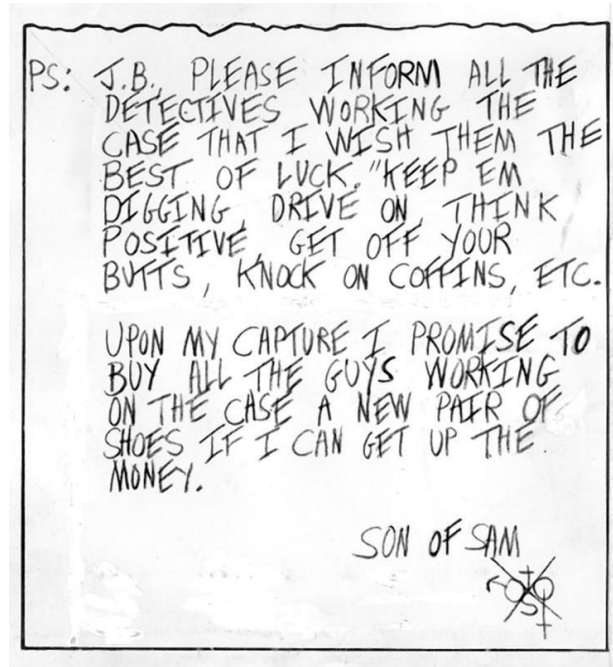 PS: J.B. PLEASE INFORM ALL THE
DETECTIVES WORKING THE
CASE THAT I WISH THEM THE
BEST OF LUCK. "KEEP EM
DIGGING, DRIVE ON, THINK
POSITIVE, GET OFF YOUR
BUTTS, KNOCK ON COFFINS, ETC.
UPON MY CAPTURE I PROMISE TO
BUY ALL THE GUYS WORKING
ON THE CASE A NEW PAIR OF
SHOES IF I CAN GET UP THE
MONEY.
SON OF SAM
S